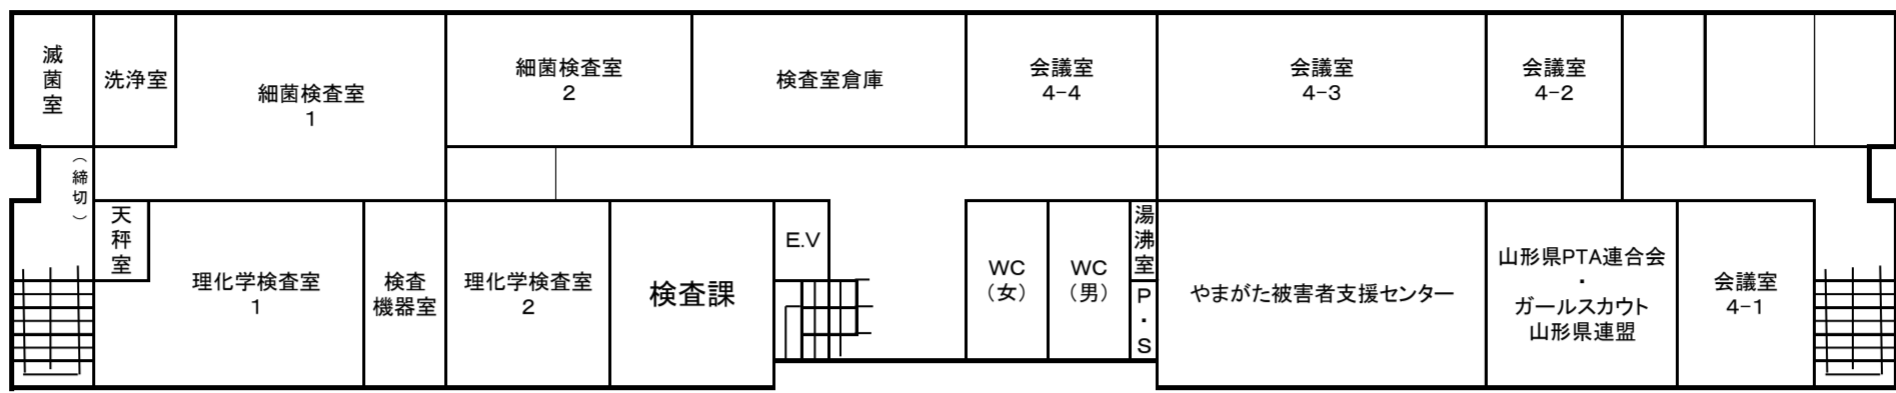 滅菌室
洗浄室
細菌検査室
1
細菌検査室
2
検査室倉庫
会議室
4-4
会議室
4-3
会議室
4-2
（締切）
天秤室
理化学検査室
1
検査
機器室
理化学検査室
2
検査課
E.V
WC
（女）
WC
（男）
湯沸室
P・S
やまがた被害者支援センター
山形県PTA連合会
・
ガールスカウト
山形県連盟
会議室
4-1